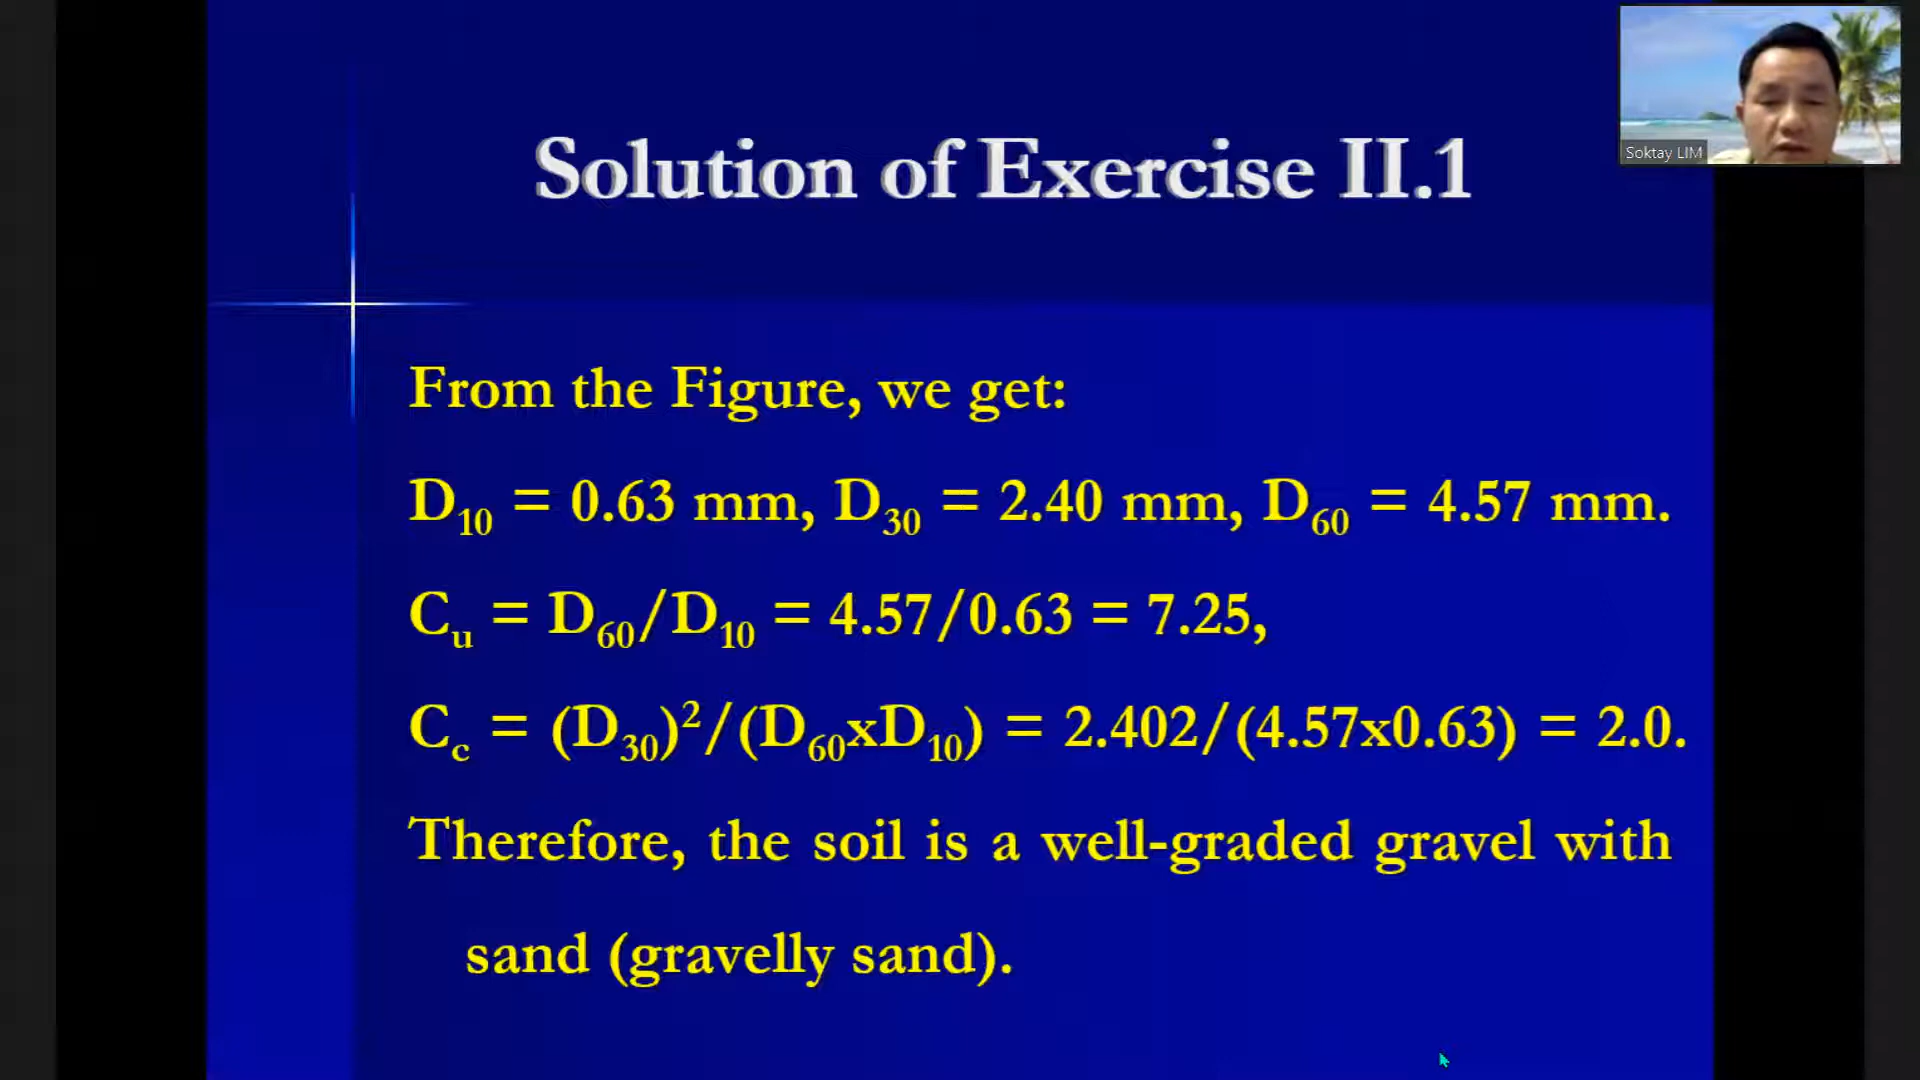 Soktay LIM
Solution of Exercise II.1
From the Figure, we get:
D₁₀ = 0.63 mm, D₃₀ = 2.40 mm, D₆₀ = 4.57 mm.
Cᵤ = D₆₀/D₁₀ = 4.57/0.63 = 7.25,
C_c = (D₃₀)²/(D₆₀xD₁₀) = 2.402/(4.57x0.63) = 2.0.
Therefore, the soil is a well-graded gravel with
sand (gravelly sand).